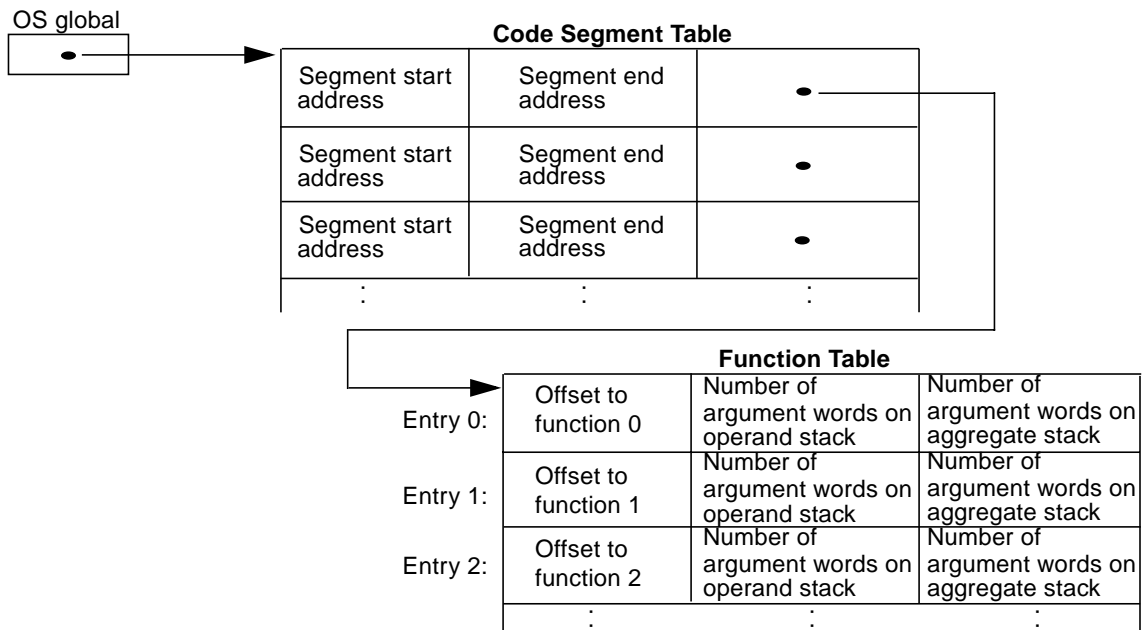 OS global
Code Segment Table
Segment start address
Segment end address
Segment start address
Segment end address
Segment start address
Segment end address
: : :
Function Table
Entry 0:
Offset to
function 0
Number of
argument words on
operand stack
Number of
argument words on
aggregate stack
Entry 1:
Offset to
function 1
Number of
argument words on
operand stack
Number of
argument words on
aggregate stack
Entry 2:
Offset to
function 2
Number of
argument words on
operand stack
Number of
argument words on
aggregate stack
: : :